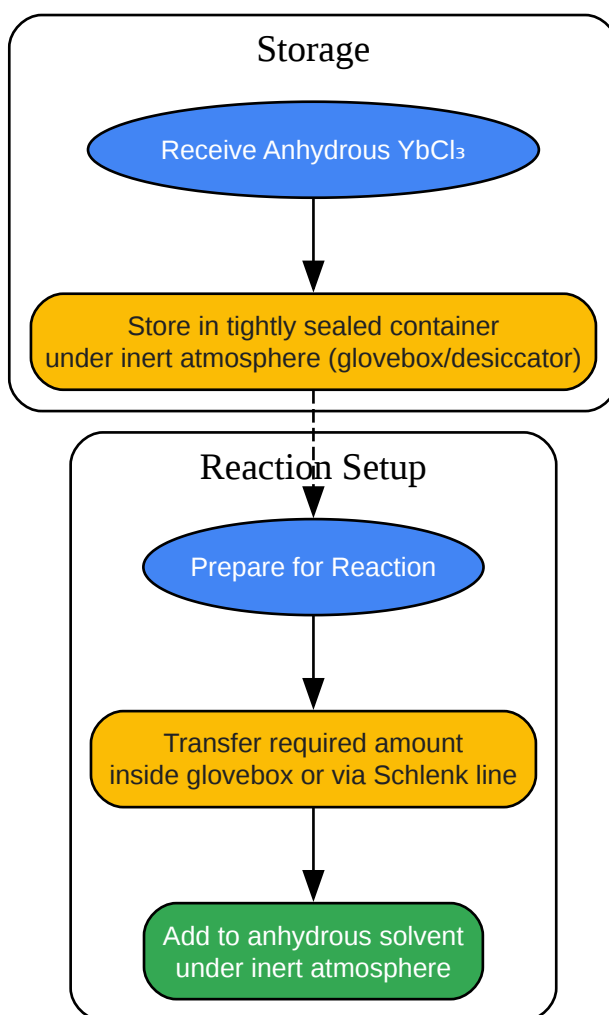 Storage
Receive Anhydrous YbCl₃
Store in tightly sealed container
under inert atmosphere (glovebox/desiccator)
Reaction Setup
Prepare for Reaction
Transfer required amount
inside glovebox or via Schlenk line
Add to anhydrous solvent
under inert atmosphere